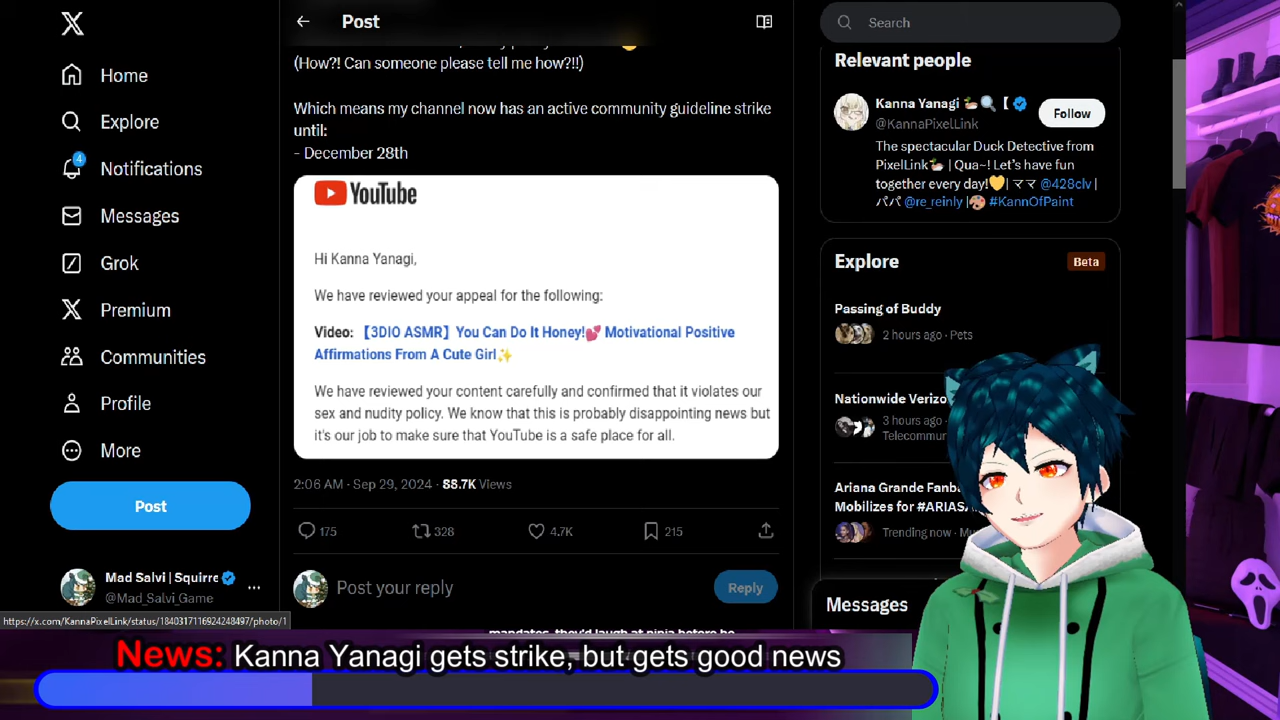 Post
Search
Home
Explore
4
Notifications
Messages
Grok
Premium
Communities
Profile
More
Post
Mad Salvi | Squirre
@Mad_Salvi_Game
https://x.com/KannaPixelLink/status/1840317116924248497/photo/1
(How?! Can someone please tell me how?!!)
Which means my channel now has an active community guideline strike
until:
- December 28th
YouTube
Hi Kanna Yanagi,
We have reviewed your appeal for the following:
Video: 【3DIO ASMR】You Can Do It Honey!💕 Motivational Positive
Affirmations From A Cute Girl✨
We have reviewed your content carefully and confirmed that it violates our
sex and nudity policy. We know that this is probably disappointing news but
it's our job to make sure that YouTube is a safe place for all.
2:06 AM · Sep 29, 2024 · 88.7K Views
175 328 4.7K 215
Post your reply
Reply
Relevant people
Kanna Yanagi 🦆🔍【
@KannaPixelLink
Follow
The spectacular Duck Detective from
PixelLink🦆 | Qua~! Let's have fun
together every day!💛| ママ @428clv |
パパ @re_reinly |🎨 #KannOfPaint
Explore
Beta
Passing of Buddy
2 hours ago · Pets
Nationwide Verizo
3 hours ago ·
Telecommur
Ariana Grande Fanba
Mobilizes for #ARIAS
Trending now
Messages
News: Kanna Yanagi gets strike, but gets good news